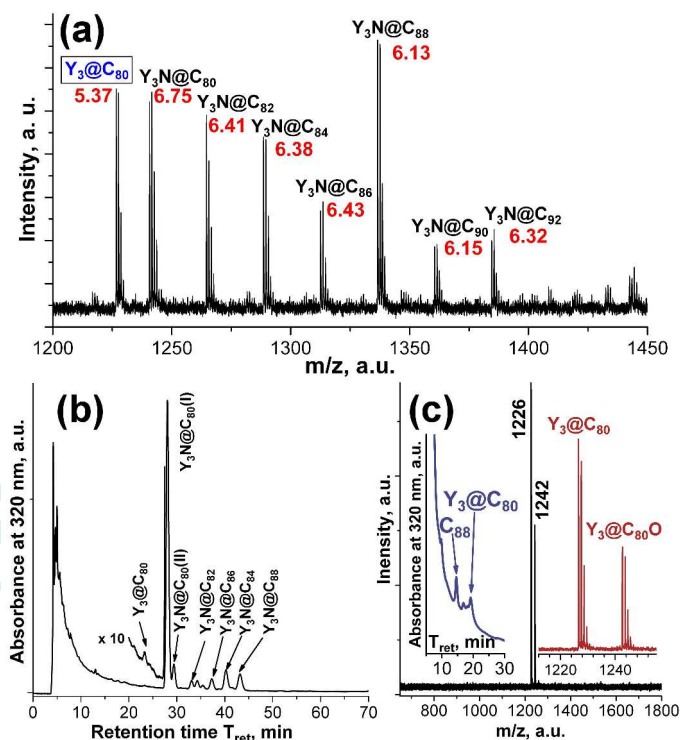 (a)
Y₃@C₈₀
5.37
Y₃N@C₈₀
6.75
Y₃N@C₈₂
6.41
Y₃N@C₈₄
6.38
Y₃N@C₈₆
6.43
Y₃N@C₈₈
6.13
Y₃N@C₉₀
6.15
Y₃N@C₉₂
6.32
Intensity, a. u.
1200 1250 1300 1350 1400 1450
m/z, a.u.
(b)
Absorbance at 320 nm, a.u.
x 10
Y₃@C₈₀
Y₃N@C₈₀(I)
Y₃N@C₈₀(II)
Y₃N@C₈₂
Y₃N@C₈₆
Y₃N@C₈₄
Y₃N@C₈₈
0 10 20 30 40 50 60 70
Retention time Tᵣₑₜ, min
(c)
Inensity, a.u.
Absorbance at 320 nm, a.u.
Y₃@C₈₀
C₈₈
Tᵣₑₜ, min
10 20 30
1226
1242
Y₃@C₈₀
Y₃@C₈₀O
1220 1240
800 1000 1200 1400 1600 1800
m/z, a.u.